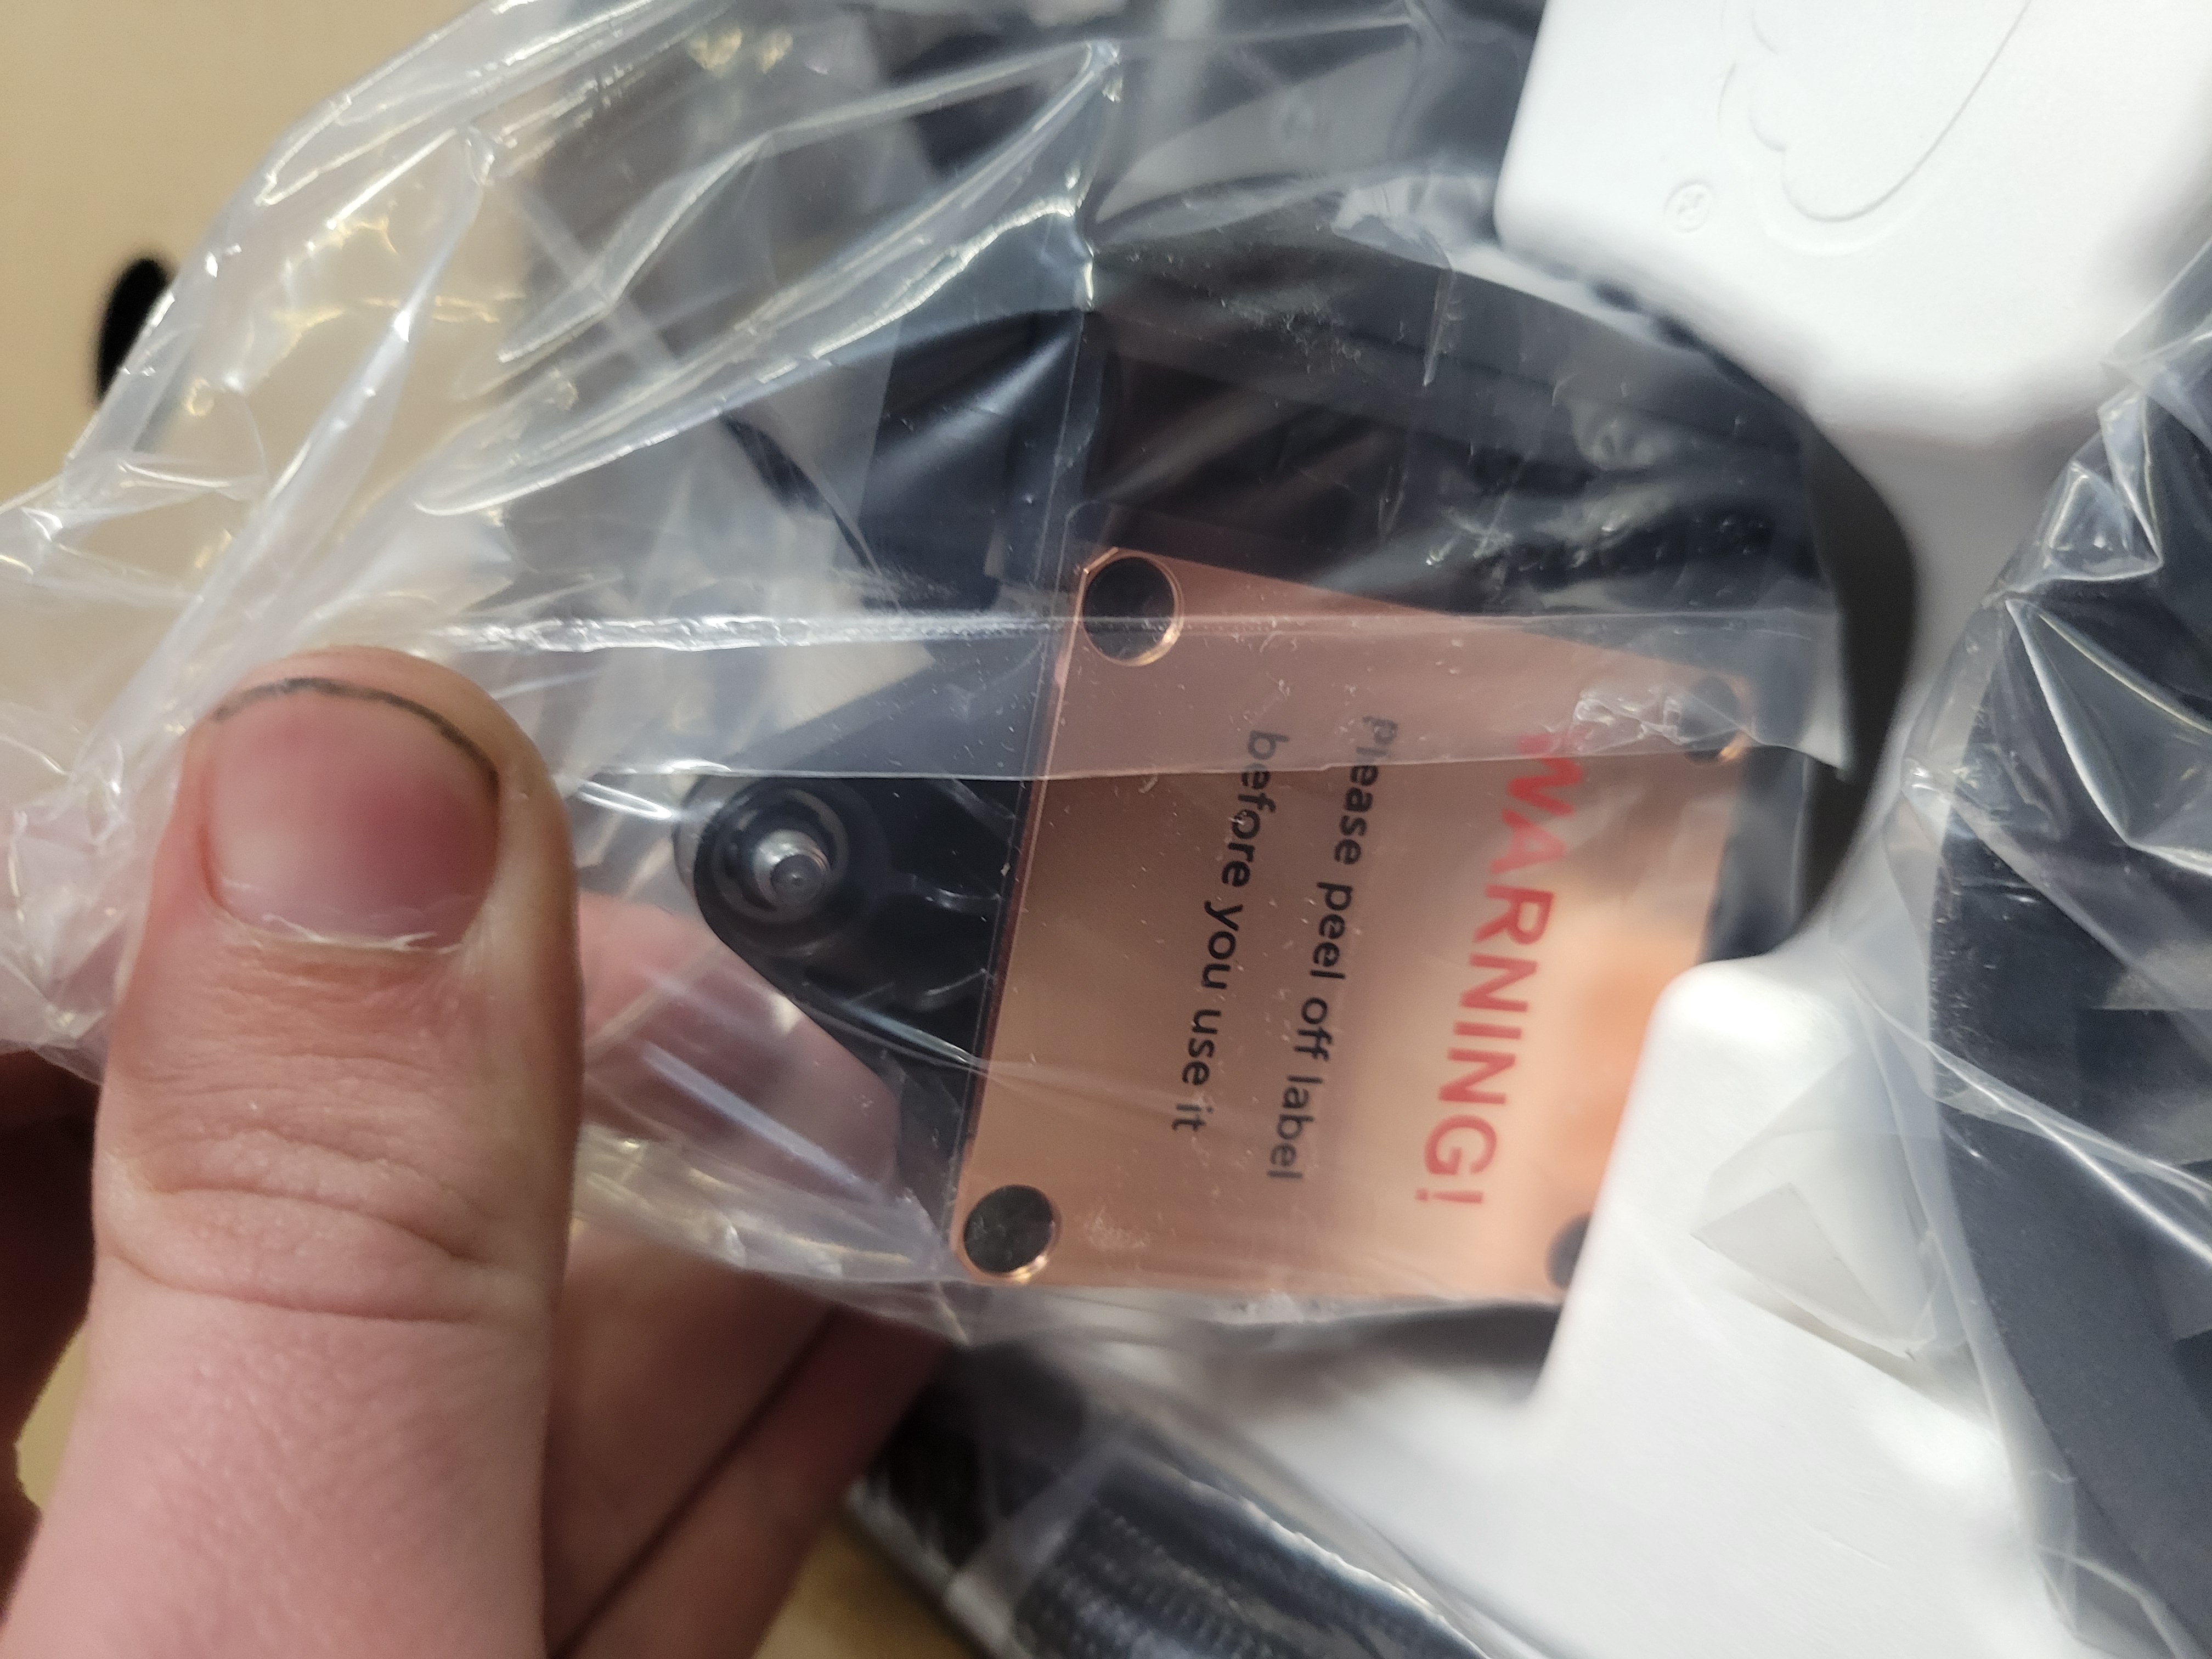 WARNING!
Please peel off label
before you use it